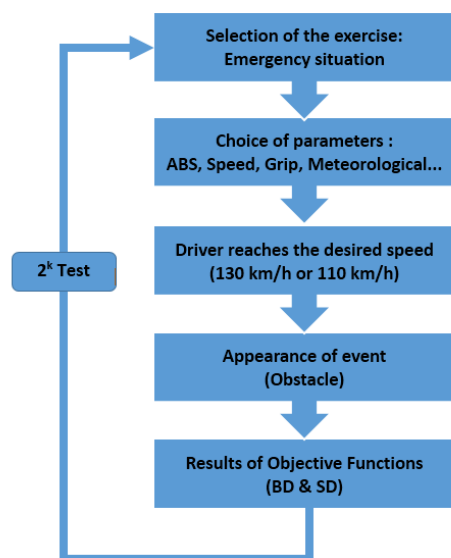 Selection of the exercise:
Emergency situation
Choice of parameters :
ABS, Speed, Grip, Meteorological...
Driver reaches the desired speed
(130 km/h or 110 km/h)
2ᵏ Test
Appearance of event
(Obstacle)
Results of Objective Functions
(BD & SD)